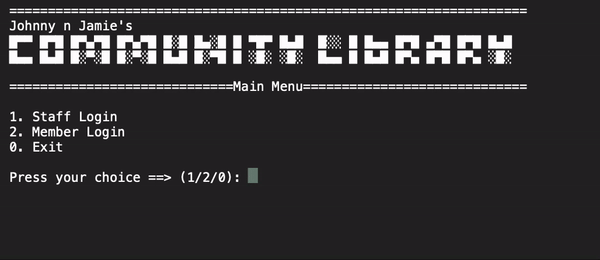 ===================================================================
Johnny n Jamie's
COMMUNITY LIBRARY
=============================Main Menu=============================
1. Staff Login
2. Member Login
0. Exit
Press your choice ==> (1/2/0):